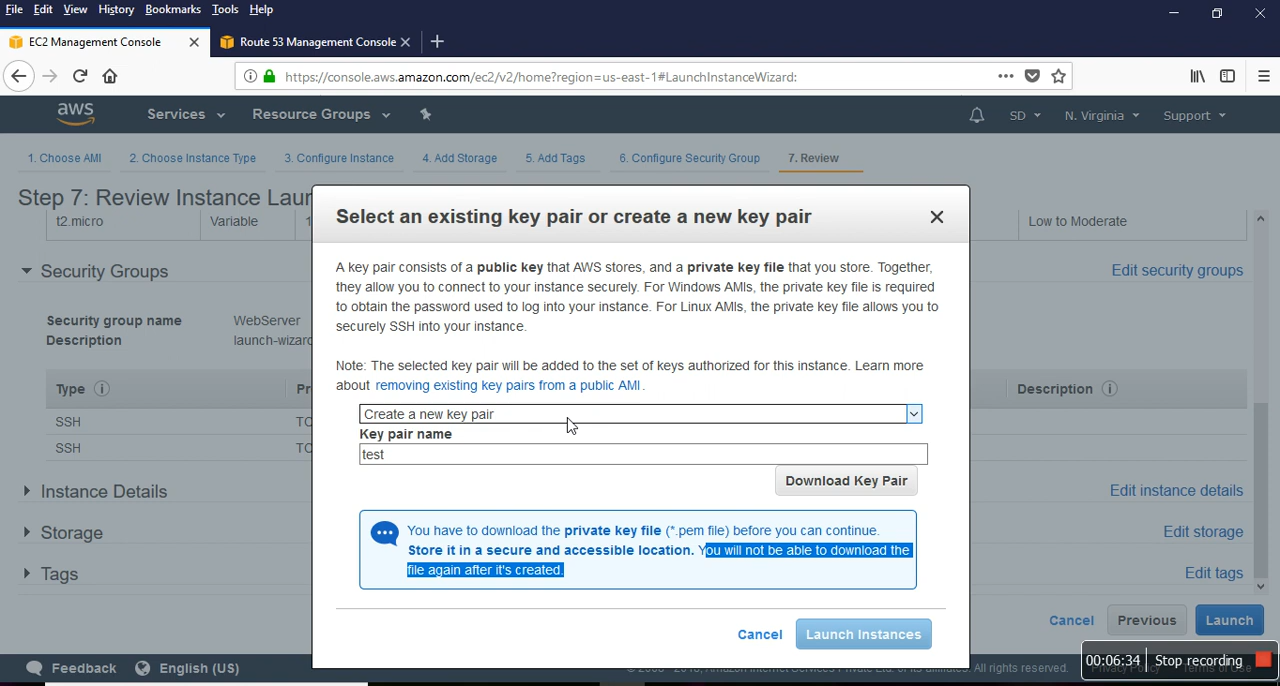 File Edit View History Bookmarks Tools Help
EC2 Management Console
Route 53 Management Console
https://console.aws.amazon.com/ec2/v2/home?region=us-east-1#LaunchInstanceWizard:
aws Services Resource Groups SD N. Virginia Support
1. Choose AMI 2. Choose Instance Type 3. Configure Instance 4. Add Storage 5. Add Tags 6. Configure Security Group 7. Review
Step 7: Review Instance Laun
t2.micro Variable 1 Low to Moderate
Select an existing key pair or create a new key pair
A key pair consists of a public key that AWS stores, and a private key file that you store. Together,
they allow you to connect to your instance securely. For Windows AMIs, the private key file is required
to obtain the password used to log into your instance. For Linux AMIs, the private key file allows you to
securely SSH into your instance.
Note: The selected key pair will be added to the set of keys authorized for this instance. Learn more
about removing existing key pairs from a public AMI.
Create a new key pair
Key pair name
test
Download Key Pair
You have to download the private key file (*.pem file) before you can continue.
Store it in a secure and accessible location. You will not be able to download the
file again after it's created.
Cancel Launch Instances
Security Groups Edit security groups
Security group name WebServer
Description launch-wizard
Type Pr Description
SSH TC
SSH TC
Instance Details Edit instance details
Storage Edit storage
Tags Edit tags
Cancel Previous Launch
Feedback English (US)
All rights reserved.
00:06:34 Stop recording